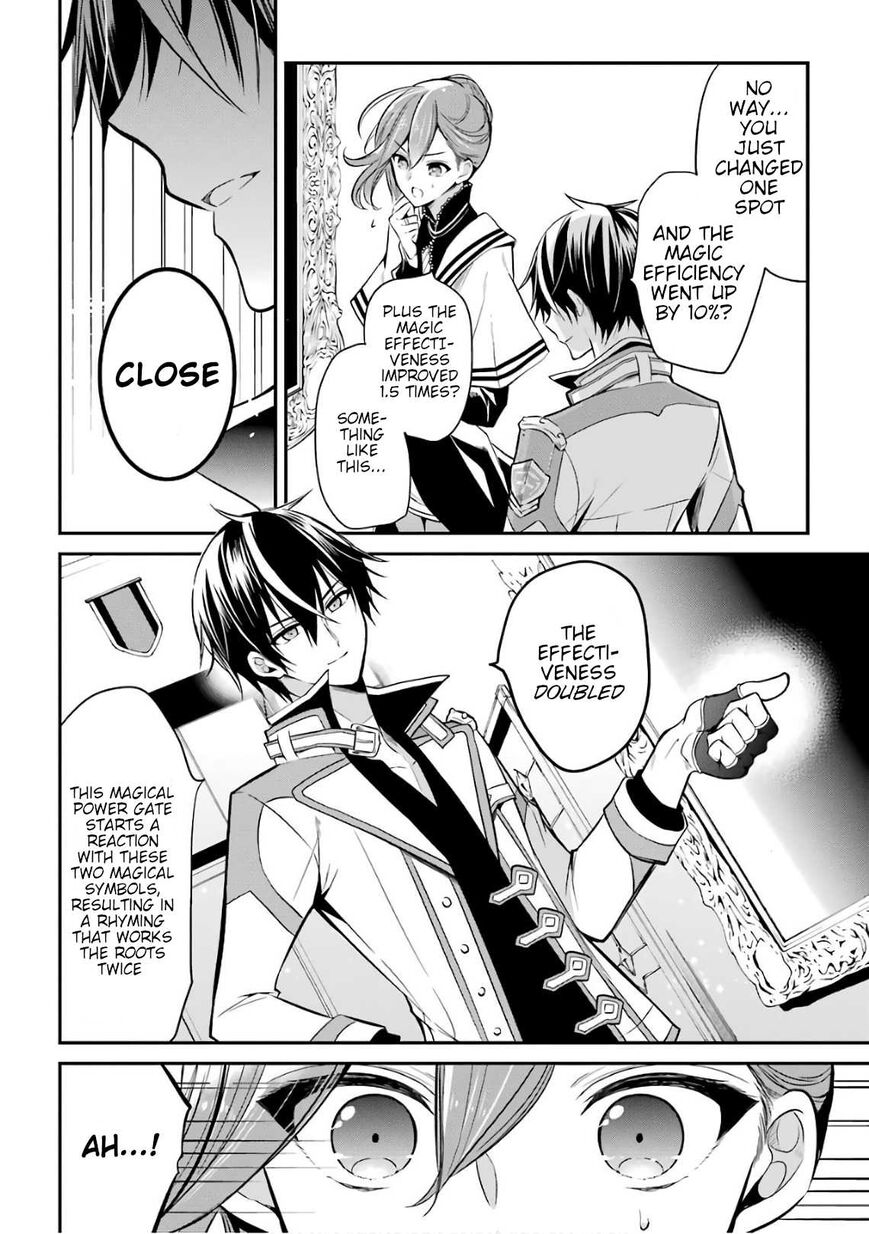 NO
WAY...
YOU
JUST
CHANGED
ONE
SPOT
AND THE
MAGIC
EFFICIENCY
WENT UP
BY 10%?
PLUS THE
MAGIC
EFFECTI-
VENESS
IMPROVED
1.5 TIMES?
SOME-
THING
LIKE
THIS...
CLOSE
THE
EFFECTI-
VENESS
DOUBLED
THIS MAGICAL
POWER GATE
STARTS A
REACTION
WITH THESE
TWO MAGICAL
SYMBOLS,
RESULTING IN
A RHYMING
THAT WORKS
THE ROOTS
TWICE
AH...!